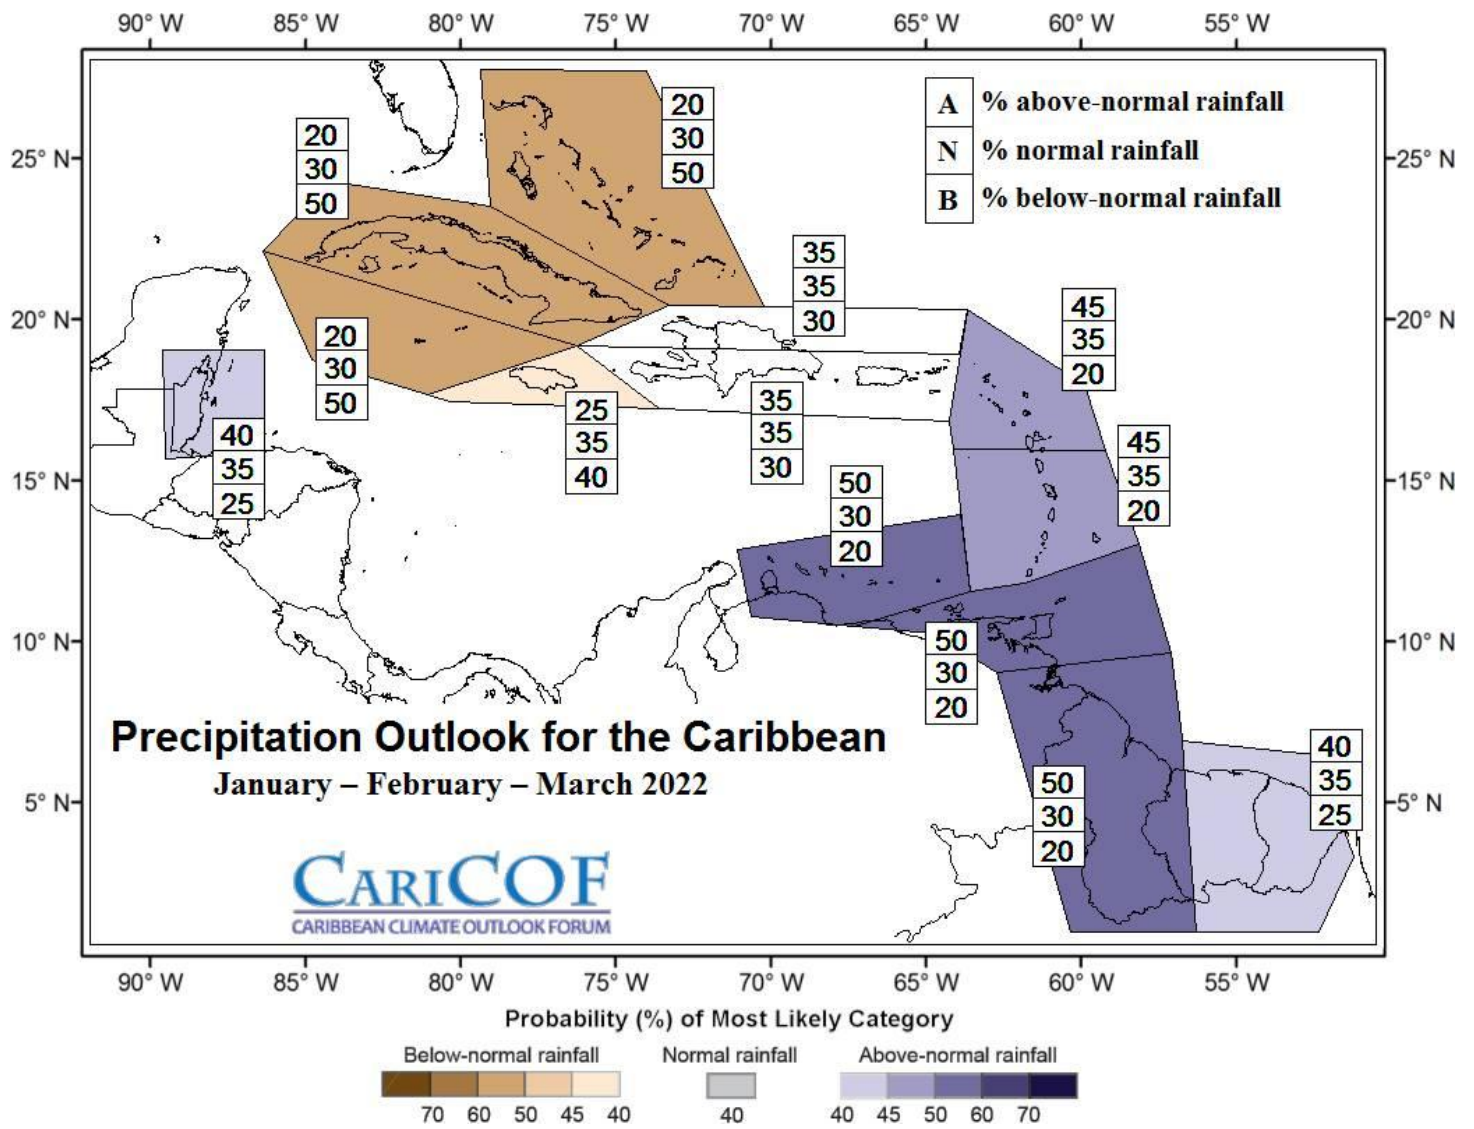 90° W 85° W 80° W 75° W 70° W 65° W 60° W 55° W
A % above-normal rainfall
N % normal rainfall
B % below-normal rainfall
25° N
25° N
20° N
20° N
15° N
15° N
10° N
10° N
5° N
5° N
20
30
50
20
30
50
35
35
30
45
35
20
20
30
50
25
35
40
35
35
30
40
35
25
45
35
20
50
30
20
50
30
20
50
30
20
40
35
25
Precipitation Outlook for the Caribbean
January – February – March 2022
CARICOF
CARIBBEAN CLIMATE OUTLOOK FORUM
90° W 85° W 80° W 75° W 70° W 65° W 60° W 55° W
Probability (%) of Most Likely Category
Below-normal rainfall Normal rainfall Above-normal rainfall
70 60 50 45 40 40 40 45 50 60 70